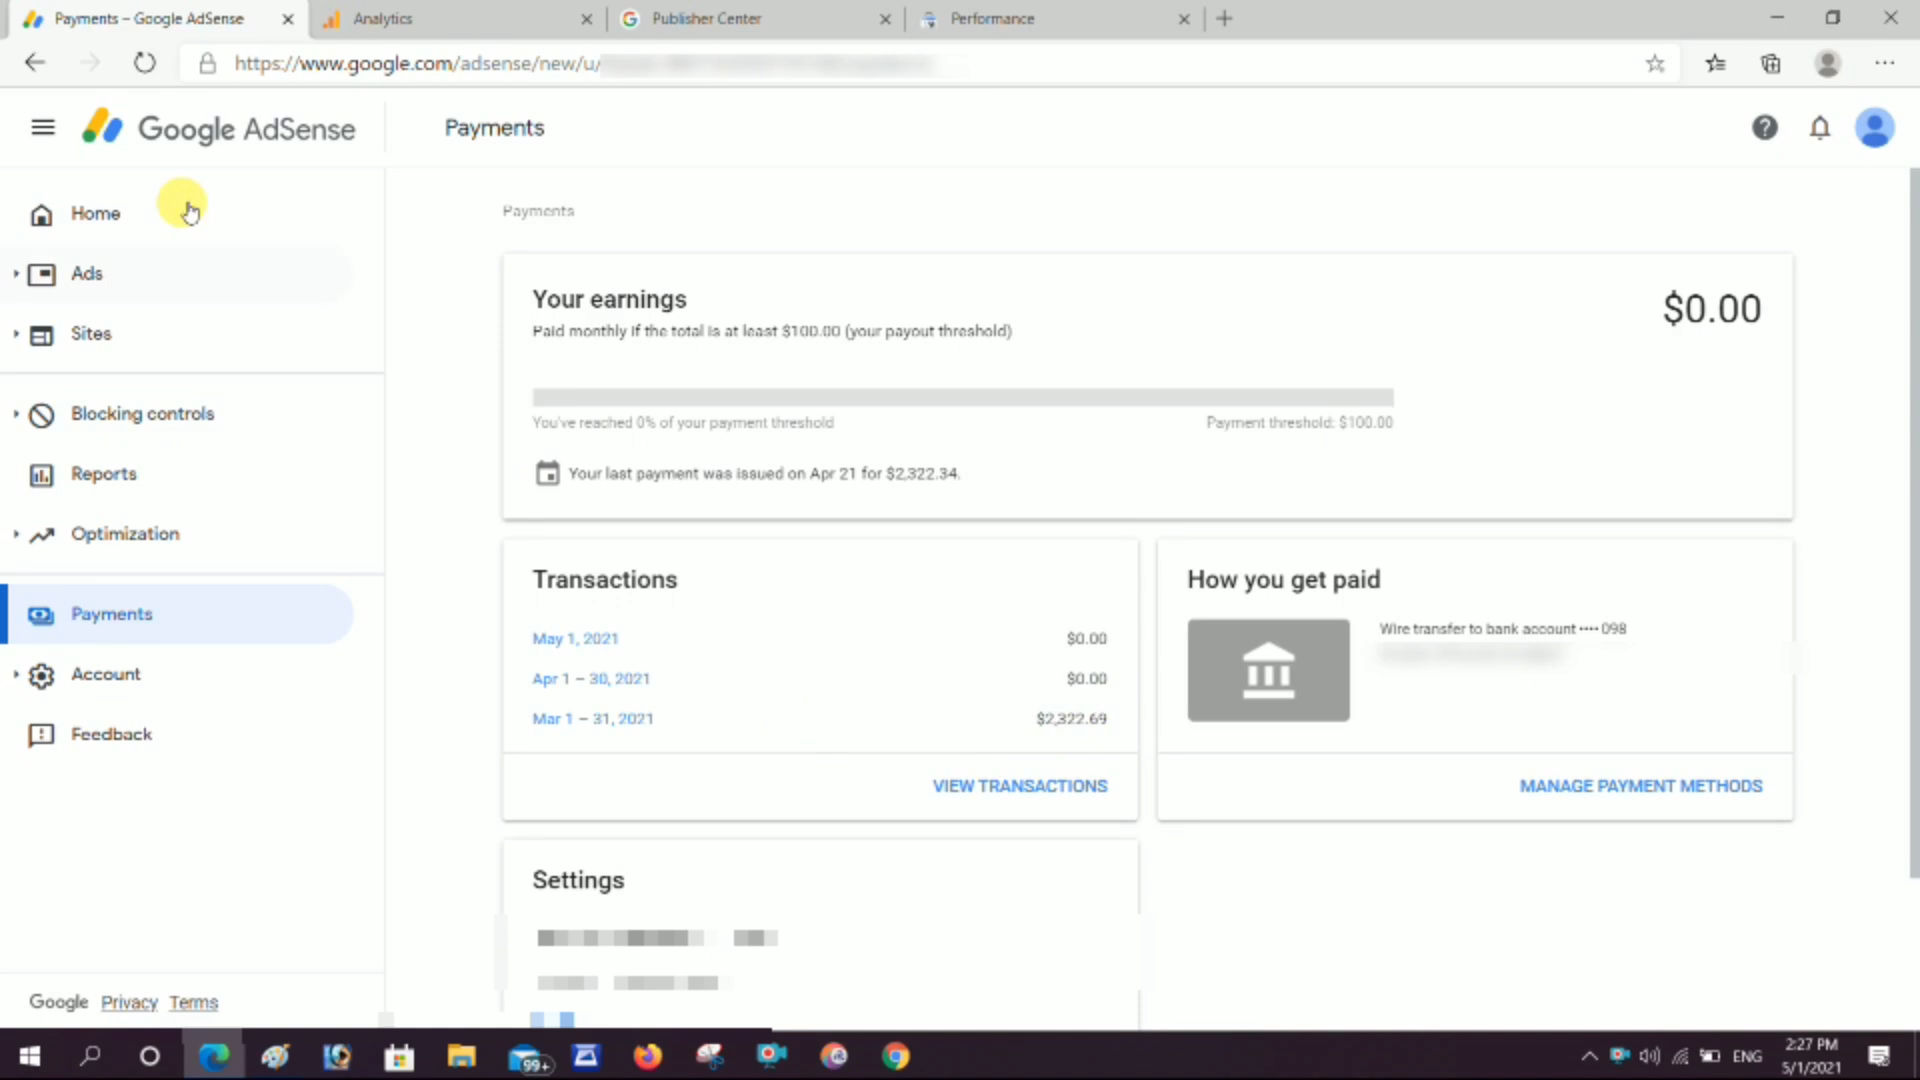 Payments – Google AdSense
Analytics
Publisher Center
Performance
https://www.google.com/adsense/new/u/
Google AdSense
Payments
Home
Ads
Sites
Blocking controls
Reports
Optimization
Payments
Account
Feedback
Google Privacy Terms
Payments
Your earnings
$0.00
Paid monthly if the total is at least $100.00 (your payout threshold)
You've reached 0% of your payment threshold
Payment threshold: $100.00
Your last payment was issued on Apr 21 for $2,322.34.
Transactions
May 1, 2021 $0.00
Apr 1 – 30, 2021 $0.00
Mar 1 – 31, 2021 $2,322.69
VIEW TRANSACTIONS
How you get paid
Wire transfer to bank account •••• 098
MANAGE PAYMENT METHODS
Settings
99+
ENG
2:27 PM
5/1/2021